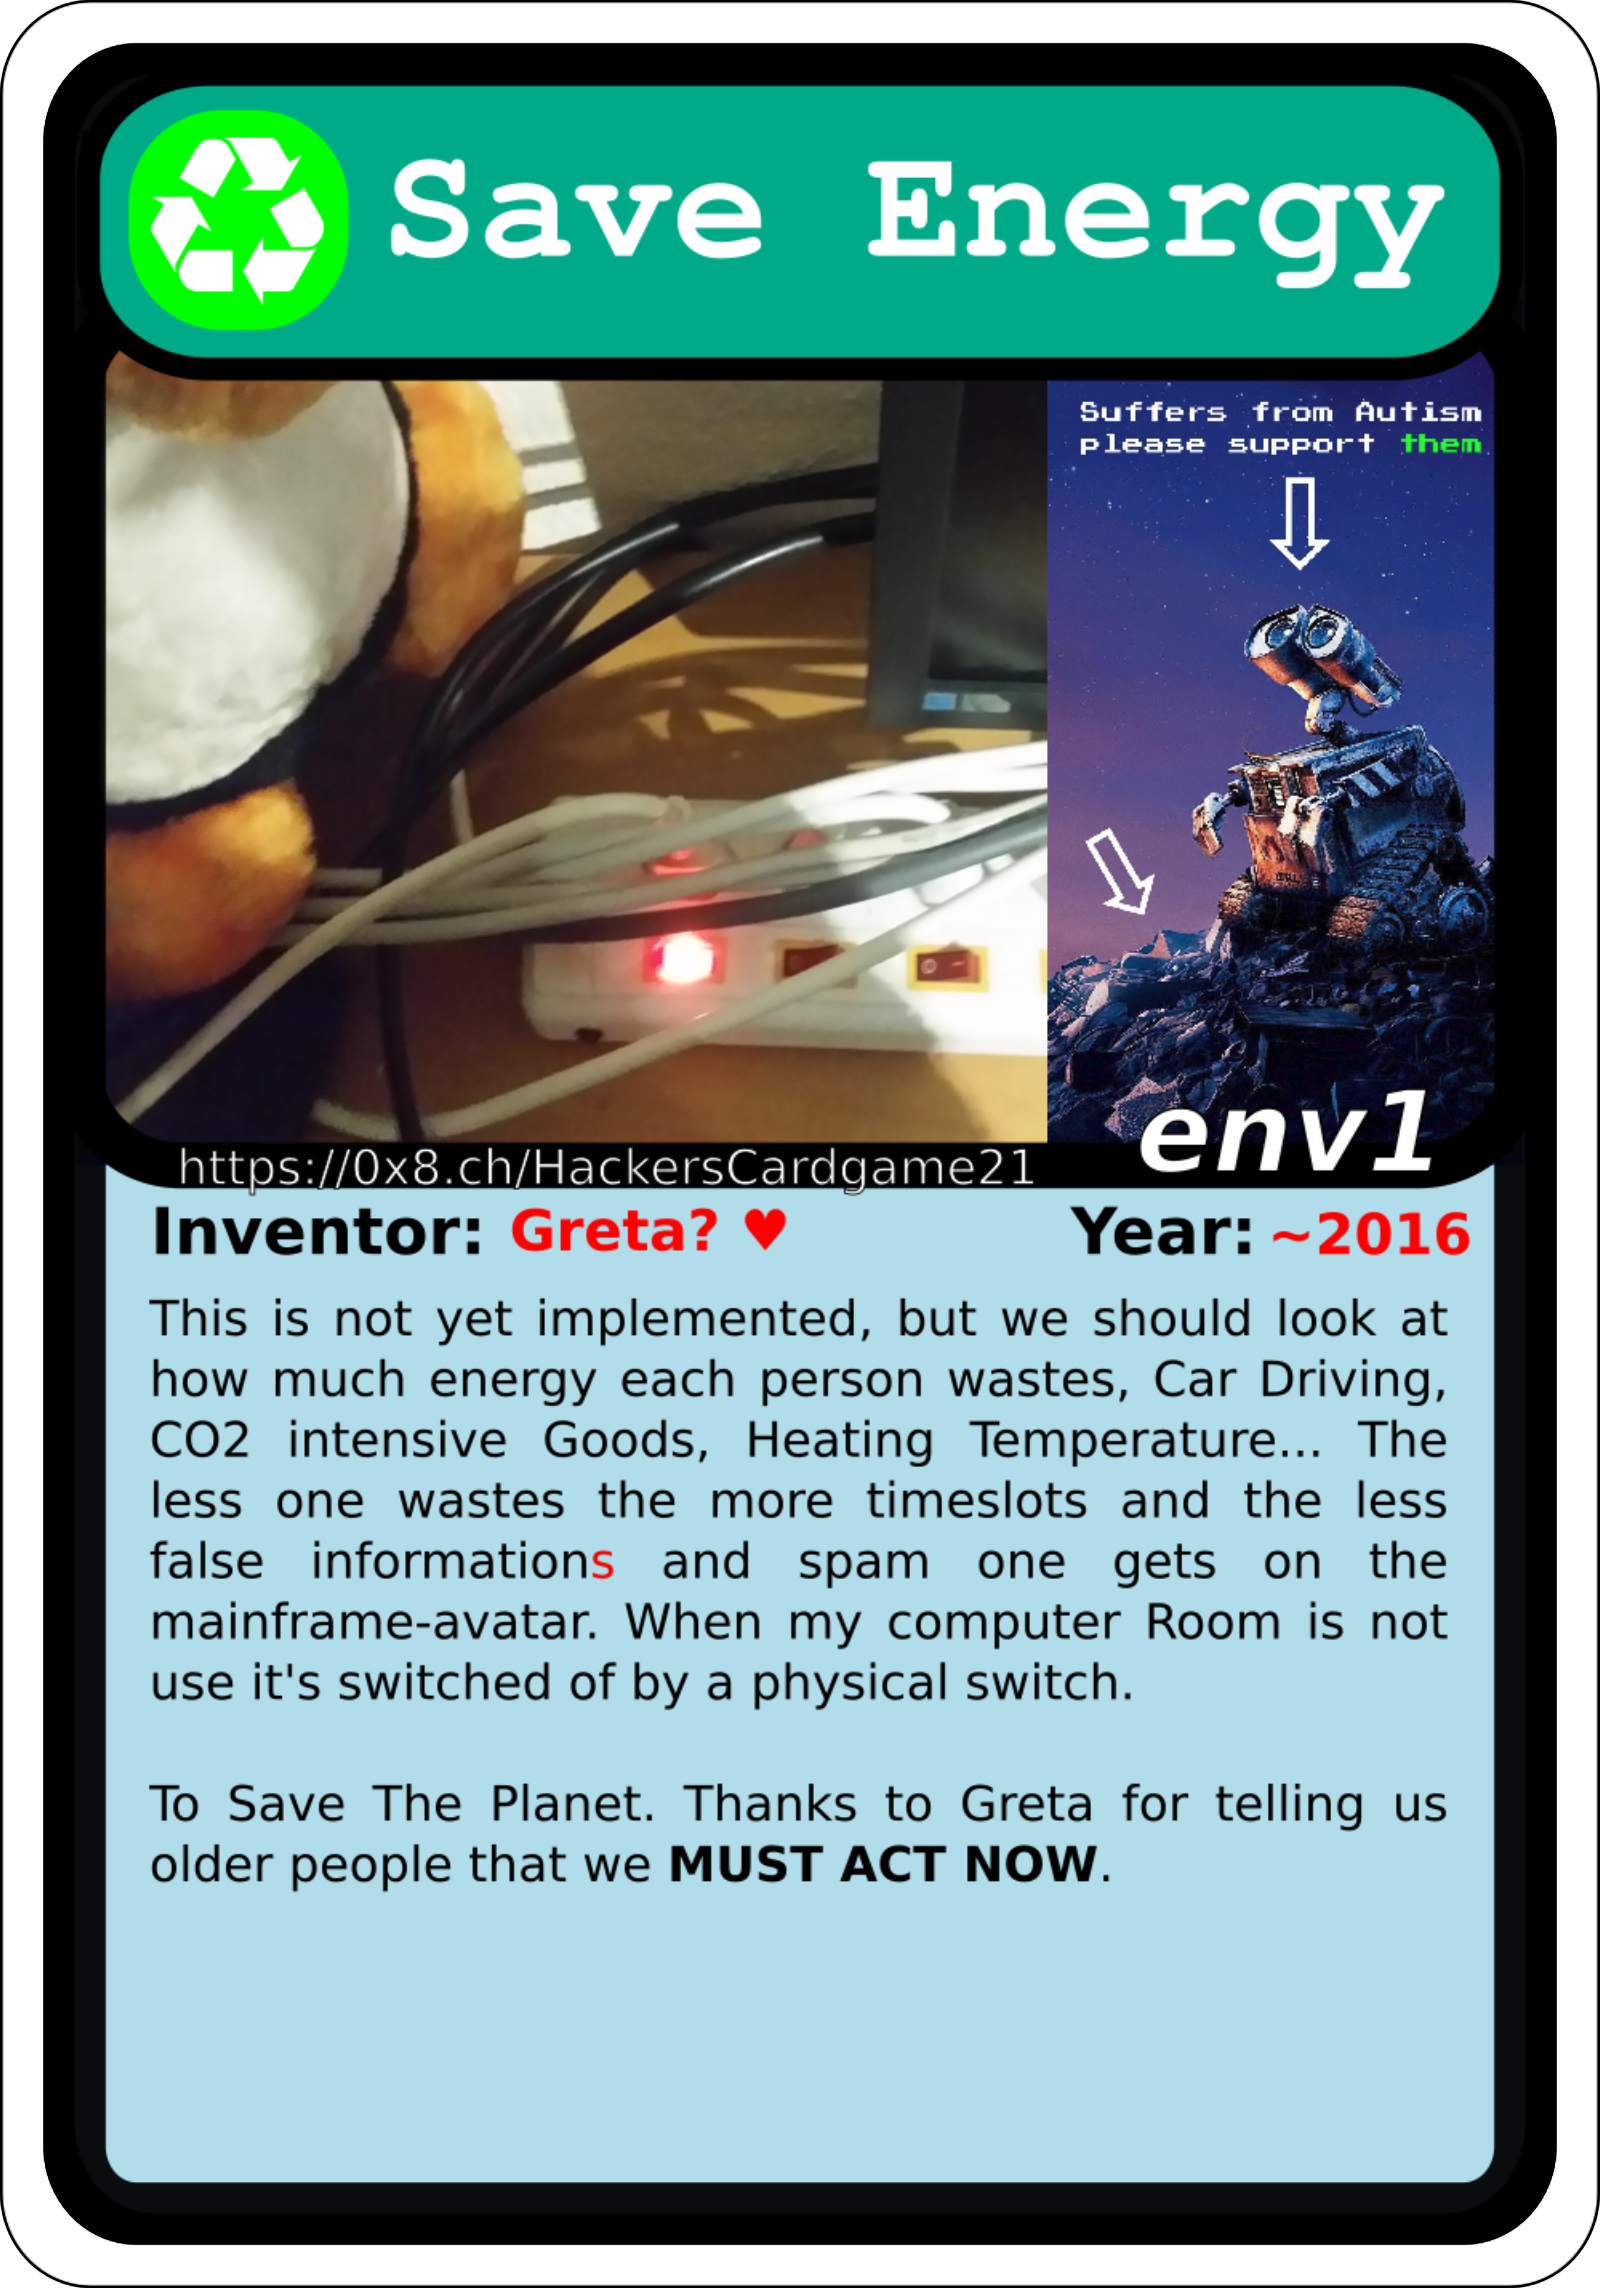 Save Energy
Suffers from Autism
please support them
env1
https://0x8.ch/HackersCardgame21
Inventor: Greta? ♥ Year: ~2016
This is not yet implemented, but we should look at
how much energy each person wastes, Car Driving,
CO2 intensive Goods, Heating Temperature... The
less one wastes the more timeslots and the less
false informations and spam one gets on the
mainframe-avatar. When my computer Room is not
use it's switched of by a physical switch.
To Save The Planet. Thanks to Greta for telling us
older people that we MUST ACT NOW.